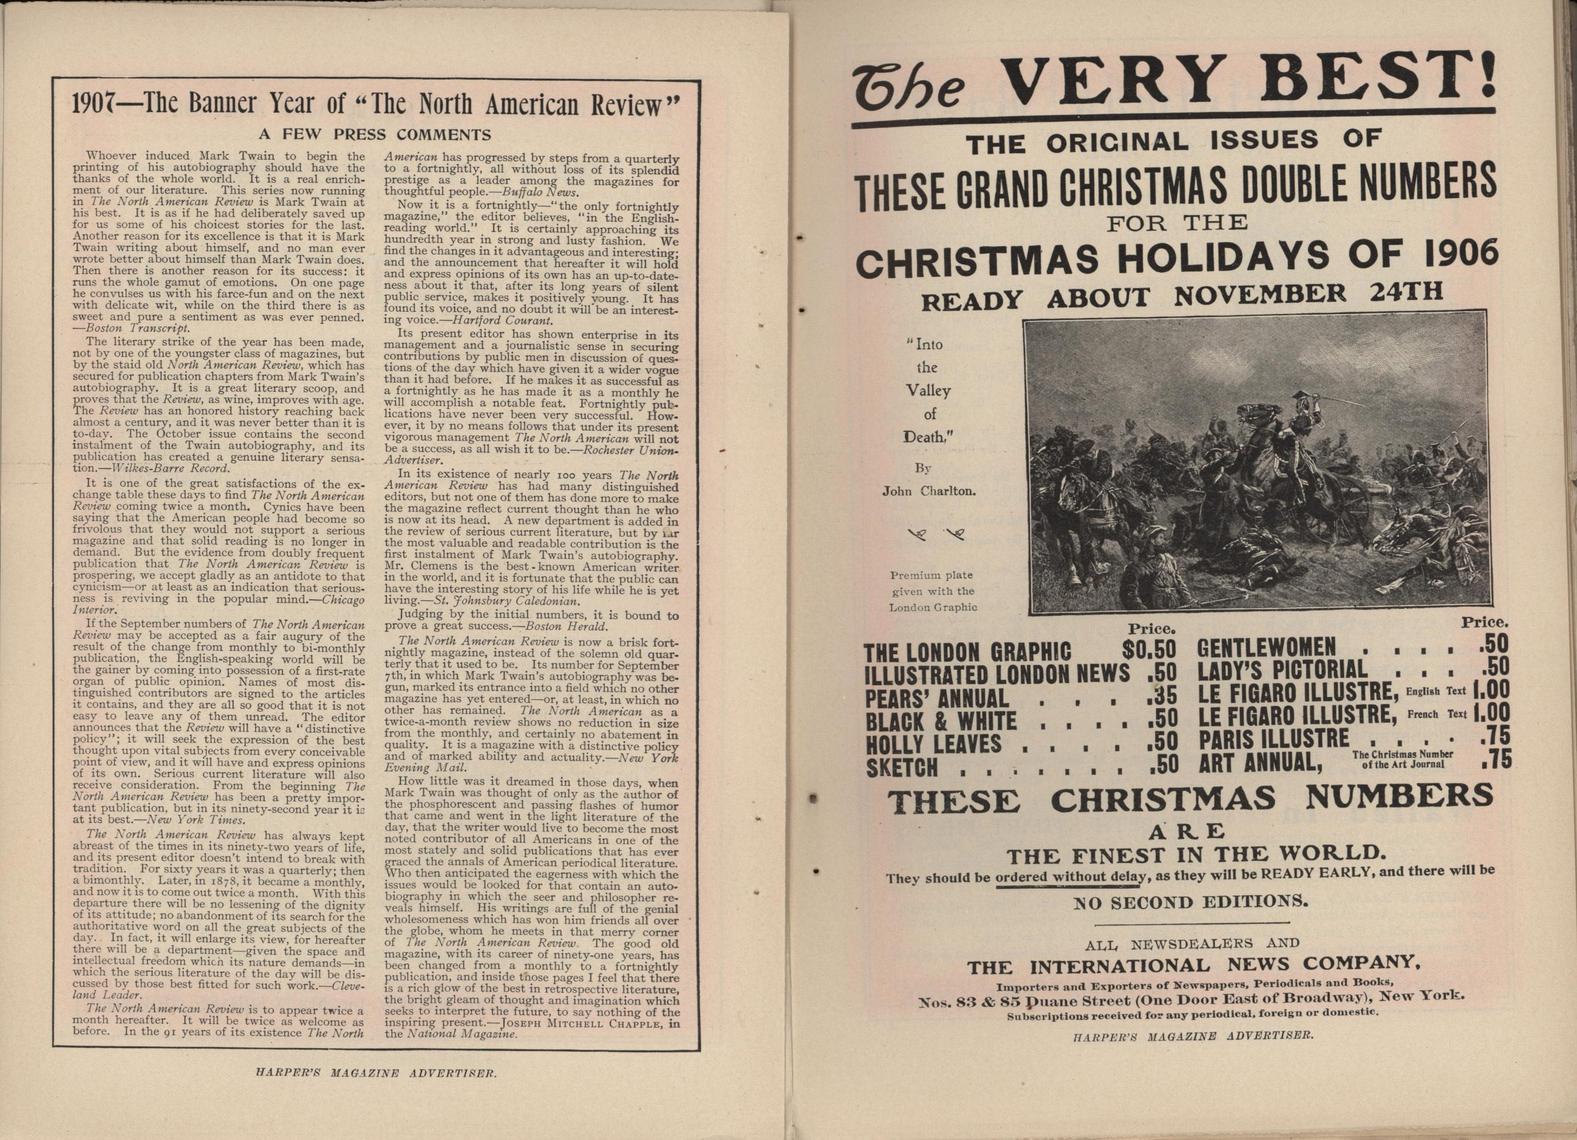 1907—The Banner Year of "The North American Review"
A FEW PRESS COMMENTS
Whoever induced Mark Twain to begin the
printing of his autobiography should have the
thanks of the whole world. It is a real enrich-
ment of our literature. This series now running
in The North American Review is Mark Twain at
his best. It is as if he had deliberately saved up
for us some of his choicest stories for the last.
Another reason for its excellence is that it is Mark
Twain writing about himself, and no man ever
wrote better about himself than Mark Twain does.
Then there is another reason for its success: it
runs the whole gamut of emotions. On one page
he convulses us with his farce-fun and on the next
with delicate wit, while on the third there is as
sweet and pure a sentiment as was ever penned.
—Boston Transcript.
The literary strike of the year has been made,
not by one of the youngster class of magazines, but
by the staid old North American Review, which has
secured for publication chapters from Mark Twain's
autobiography. It is a great literary scoop, and
proves that the Review, as wine, improves with age.
The Review has an honored history reaching back
almost a century, and it was never better than it is
to-day. The October issue contains the second
instalment of the Twain autobiography, and its
publication has created a genuine literary sensa-
tion.—Wilkes-Barre Record.
It is one of the great satisfactions of the ex-
change table these days to find The North American
Review coming twice a month. Cynics have been
saying that the American people had become so
frivolous that they would not support a serious
magazine and that solid reading is no longer in
demand. But the evidence from doubly frequent
publication that The North American Review is
prospering, we accept gladly as an antidote to that
cynicism—or at least as an indication that serious-
ness is reviving in the popular mind.—Chicago
Interior.
If the September numbers of The North American
Review may be accepted as a fair augury of the
result of the change from monthly to bi-monthly
publication, the English-speaking world will be
the gainer by coming into possession of a first-rate
organ of public opinion. Names of most dis-
tinguished contributors are signed to the articles
it contains, and they are all so good that it is not
easy to leave any of them unread. The editor
announces that the Review will have a "distinctive
policy"; it will seek the expression of the best
thought upon vital subjects from every conceivable
point of view, and it will have and express opinions
of its own. Serious current literature will also
receive consideration. From the beginning The
North American Review has been a pretty impor-
tant publication, but in its ninety-second year it is
at its best.—New York Times.
The North American Review has always kept
abreast of the times in its ninety-two years of life,
and its present editor doesn't intend to break with
tradition. For sixty years it was a quarterly; then
a bimonthly. Later, in 1878, it became a monthly,
and now it is to come out twice a month. With this
departure there will be no lessening of the dignity
of its attitude; no abandonment of its search for the
authoritative word on all the great subjects of the
day. In fact, it will enlarge its view, for hereafter
there will be a department—given the space and
intellectual freedom which its nature demands—in
which the serious literature of the day will be dis-
cussed by those best fitted for such work.—Cleve-
land Leader.
The North American Review is to appear twice a
month hereafter. It will be twice as welcome as
before. In the 91 years of its existence The North
American has progressed by steps from a quarterly
to a fortnightly, all without loss of its splendid
prestige as a leader among the magazines for
thoughtful people.—Buffalo News.
Now it is a fortnightly—"the only fortnightly
magazine," the editor believes, "in the English-
reading world." It is certainly approaching its
hundredth year in strong and lusty fashion. We
find the changes in it advantageous and interesting;
and the announcement that hereafter it will hold
and express opinions of its own has an up-to-date-
ness about it that, after its long years of silent
public service, makes it positively young. It has
found its voice, and no doubt it will be an interest-
ing voice.—Hartford Courant.
Its present editor has shown enterprise in its
management and a journalistic sense in securing
contributions by public men in discussion of ques-
tions of the day which have given it a wider vogue
than it had before. If he makes it as successful as
a fortnightly as he has made it as a monthly he
will accomplish a notable feat. Fortnightly pub-
lications have never been very successful. How-
ever, it by no means follows that under its present
vigorous management The North American will not
be a success, as all wish it to be.—Rochester Union-
Advertiser.
In its existence of nearly 100 years The North
American Review has had many distinguished
editors, but not one of them has done more to make
the magazine reflect current thought than he who
is now at its head. A new department is added in
the review of serious current literature, but by far
the most valuable and readable contribution is the
first instalment of Mark Twain's autobiography.
Mr. Clemens is the best-known American writer
in the world, and it is fortunate that the public can
have the interesting story of his life while he is yet
living.—St. Johnsbury Caledonian.
Judging by the initial numbers, it is bound to
prove a great success.—Boston Herald.
The North American Review is now a brisk fort-
nightly magazine, instead of the solemn old quar-
terly that it used to be. Its number for September
7th, in which Mark Twain's autobiography was be-
gun, marked its entrance into a field which no other
magazine has yet entered—or, at least, in which no
other has remained. The North American as a
twice-a-month review shows no reduction in size
from the monthly, and certainly no abatement in
quality. It is a magazine with a distinctive policy
and of marked ability and actuality.—New York
Evening Mail.
How little was it dreamed in those days, when
Mark Twain was thought of only as the author of
the phosphorescent and passing flashes of humor
that came and went in the light literature of the
day, that the writer would live to become the most
noted contributor of all Americans in one of the
most stately and solid publications that has ever
graced the annals of American periodical literature.
Who then anticipated the eagerness with which the
issues would be looked for that contain an auto-
biography in which the seer and philosopher re-
veals himself. His writings are full of the genial
wholesomeness which has won him friends all over
the globe, whom he meets in that merry corner
of The North American Review. The good old
magazine, with its career of ninety-one years, has
been changed from a monthly to a fortnightly
publication, and inside those pages I feel that there
is a rich glow of the best in retrospective literature,
the bright gleam of thought and imagination which
seeks to interpret the future, to say nothing of the
inspiring present.—JOSEPH MITCHELL CHAPPLE, in
the National Magazine.
HARPER'S MAGAZINE ADVERTISER.
The VERY BEST!
THE ORIGINAL ISSUES OF
THESE GRAND CHRISTMAS DOUBLE NUMBERS
FOR THE
CHRISTMAS HOLIDAYS OF 1906
READY ABOUT NOVEMBER 24TH
"Into
the
Valley
of
Death,"
By
John Charlton.
Premium plate
given with the
London Graphic
Price.
THE LONDON GRAPHIC $0.50
ILLUSTRATED LONDON NEWS .50
PEARS' ANNUAL . . . .35
BLACK & WHITE . . . . .50
HOLLY LEAVES . . . . .50
SKETCH . . . . . . . .50
Price.
GENTLEWOMEN . . . . .50
LADY'S PICTORIAL . . . .50
LE FIGARO ILLUSTRE, English Text 1.00
LE FIGARO ILLUSTRE, French Text 1.00
PARIS ILLUSTRE . . . . .75
ART ANNUAL, The Christmas Number of the Art Journal .75
THESE CHRISTMAS NUMBERS
ARE
THE FINEST IN THE WORLD.
They should be ordered without delay, as they will be READY EARLY, and there will be
NO SECOND EDITIONS.
ALL NEWSDEALERS AND
THE INTERNATIONAL NEWS COMPANY,
Importers and Exporters of Newspapers, Periodicals and Books,
Nos. 83 & 85 Duane Street (One Door East of Broadway), New York.
Subscriptions received for any periodical, foreign or domestic.
HARPER'S MAGAZINE ADVERTISER.